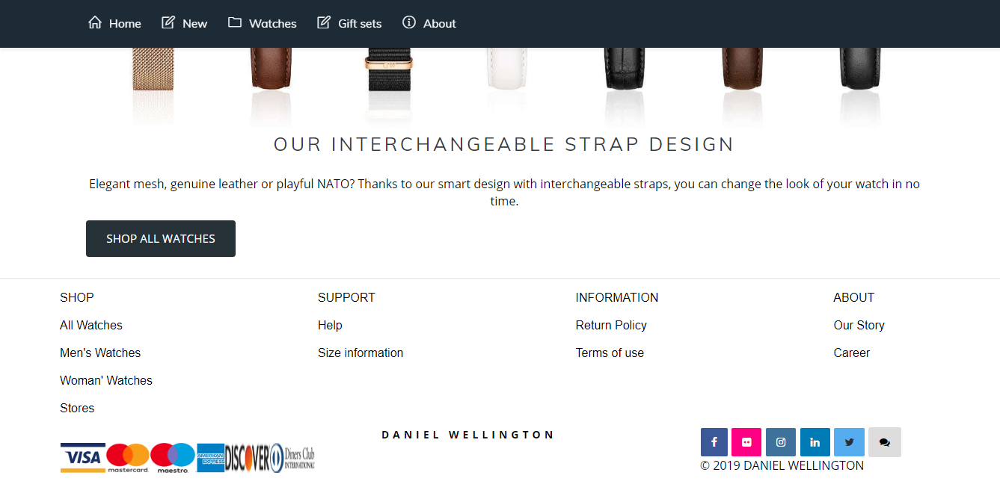 Home New Watches Gift sets About
OUR INTERCHANGEABLE STRAP DESIGN
Elegant mesh, genuine leather or playful NATO? Thanks to our smart design with interchangeable straps, you can change the look of your watch in no
time.
SHOP ALL WATCHES
SHOP SUPPORT INFORMATION ABOUT
All Watches Help Return Policy Our Story
Men's Watches Size information Terms of use Career
Woman' Watches
Stores
DANIEL WELLINGTON
VISA mastercard. maestro. AMERICAN EXPRESS DISCOVER Diners Club INTERNATIONAL
© 2019 DANIEL WELLINGTON